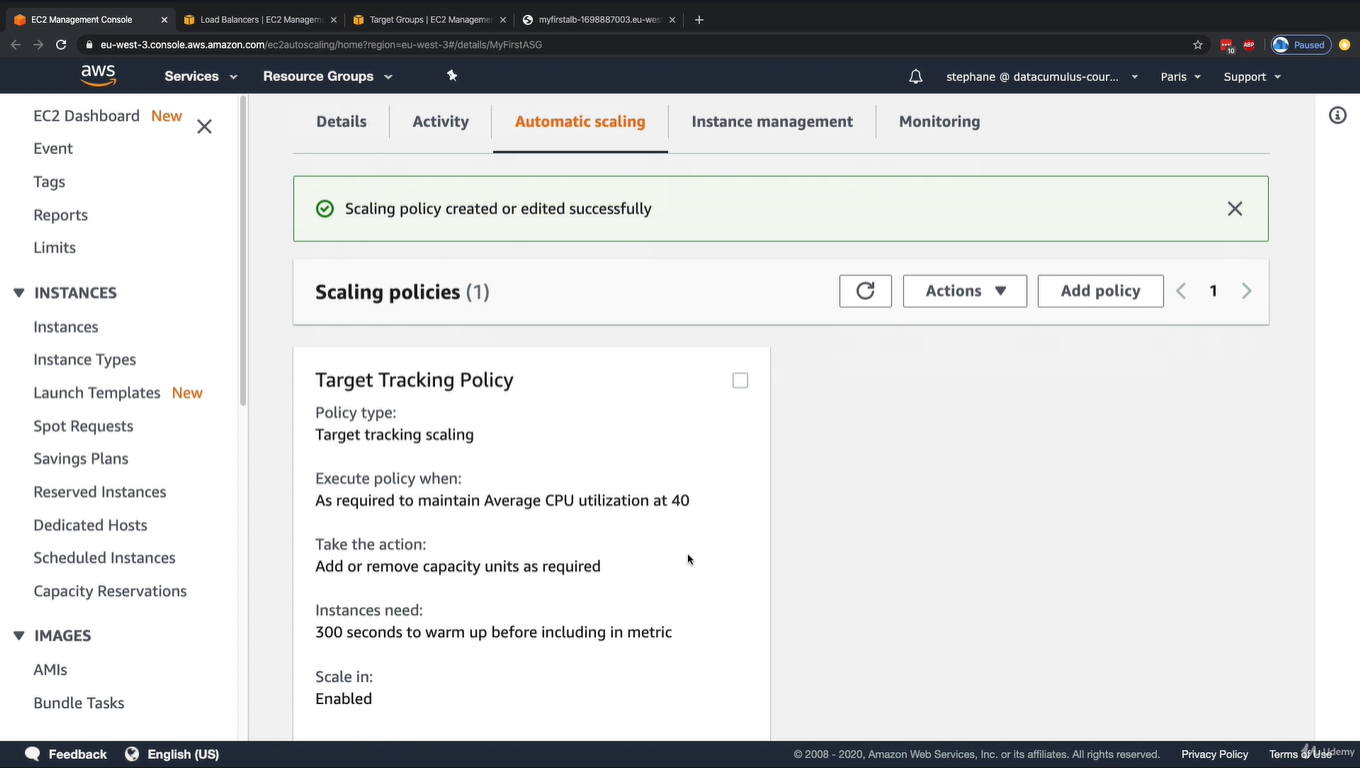 EC2 Management Console
Load Balancers | EC2 Manageme
Target Groups | EC2 Manageme
myfirstalb-1698887003.eu-wes
eu-west-3.console.aws.amazon.com/ec2autoscaling/home?region=eu-west-3#/details/MyFirstASG
10
ABP
Paused
aws
Services
Resource Groups
stephane @ datacumulus-cour...
Paris
Support
EC2 Dashboard New
Event
Tags
Reports
Limits
INSTANCES
Instances
Instance Types
Launch Templates New
Spot Requests
Savings Plans
Reserved Instances
Dedicated Hosts
Scheduled Instances
Capacity Reservations
IMAGES
AMIs
Bundle Tasks
Details
Activity
Automatic scaling
Instance management
Monitoring
Scaling policy created or edited successfully
Scaling policies (1)
Actions
Add policy
1
Target Tracking Policy
Policy type:
Target tracking scaling
Execute policy when:
As required to maintain Average CPU utilization at 40
Take the action:
Add or remove capacity units as required
Instances need:
300 seconds to warm up before including in metric
Scale in:
Enabled
Feedback
English (US)
© 2008 - 2020, Amazon Web Services, Inc. or its affiliates. All rights reserved.
Privacy Policy
Terms of Use
Udemy